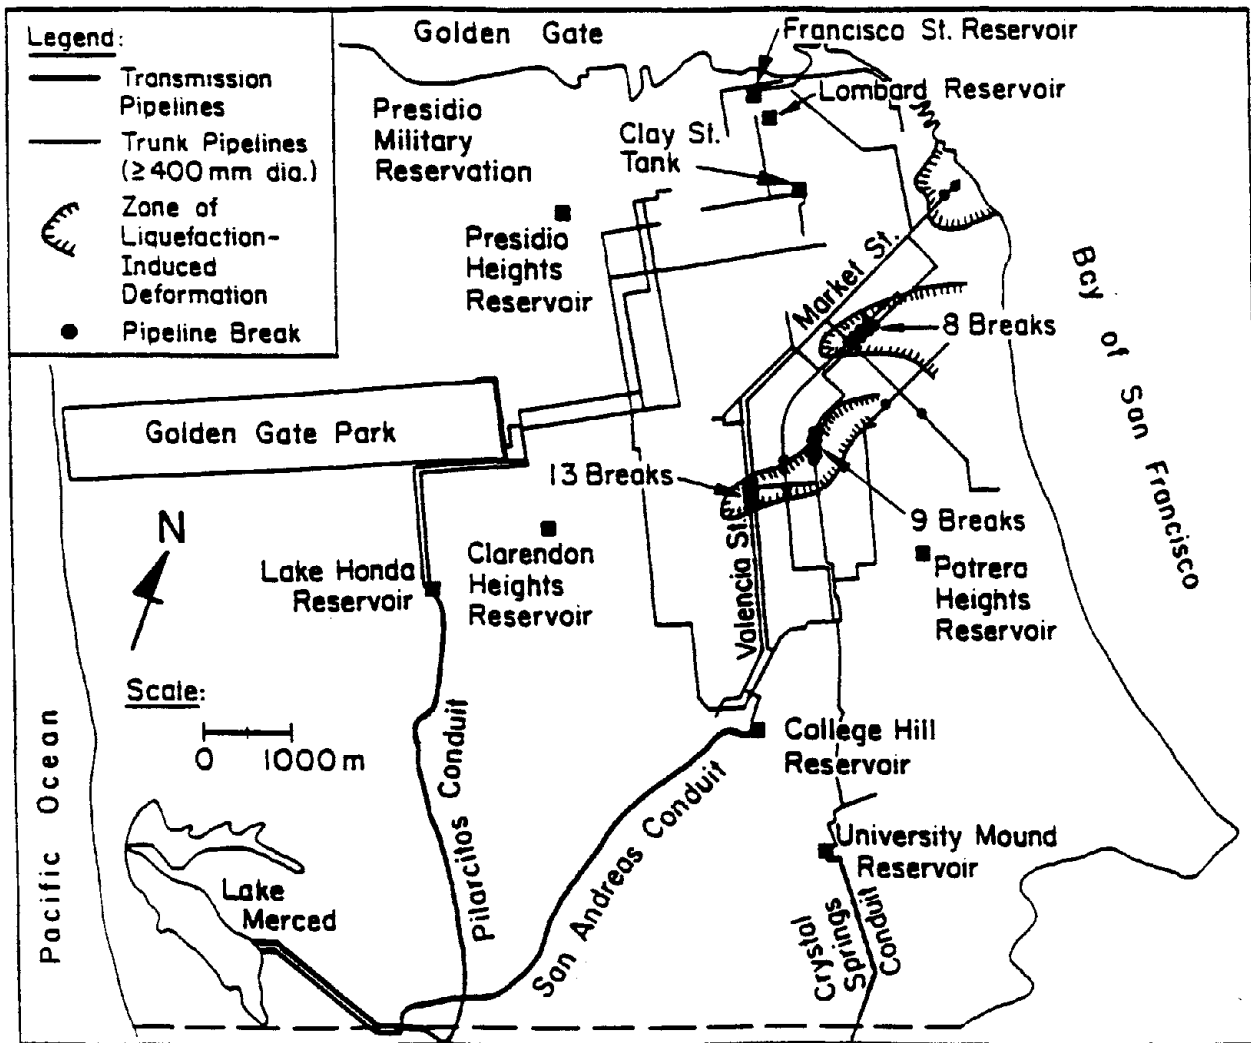 Legend:
Transmission
Pipelines
Trunk Pipelines
(≥400 mm dia.)
Zone of
Liquefaction-
Induced
Deformation
Pipeline Break
Golden Gate
Francisco St. Reservoir
Lombard Reservoir
Presidio
Military
Reservation
Clay St.
Tank
Presidio
Heights
Reservoir
Market St.
8 Breaks
Bay of San Francisco
Golden Gate Park
13 Breaks
9 Breaks
N
Lake Honda
Reservoir
Clarendon
Heights
Reservoir
Valencia St.
Potrero
Heights
Reservoir
Scale:
0 1000 m
Pacific Ocean
Pilarcitos Conduit
San Andreas Conduit
College Hill
Reservoir
University Mound
Reservoir
Lake
Merced
Crystal
Springs
Conduit